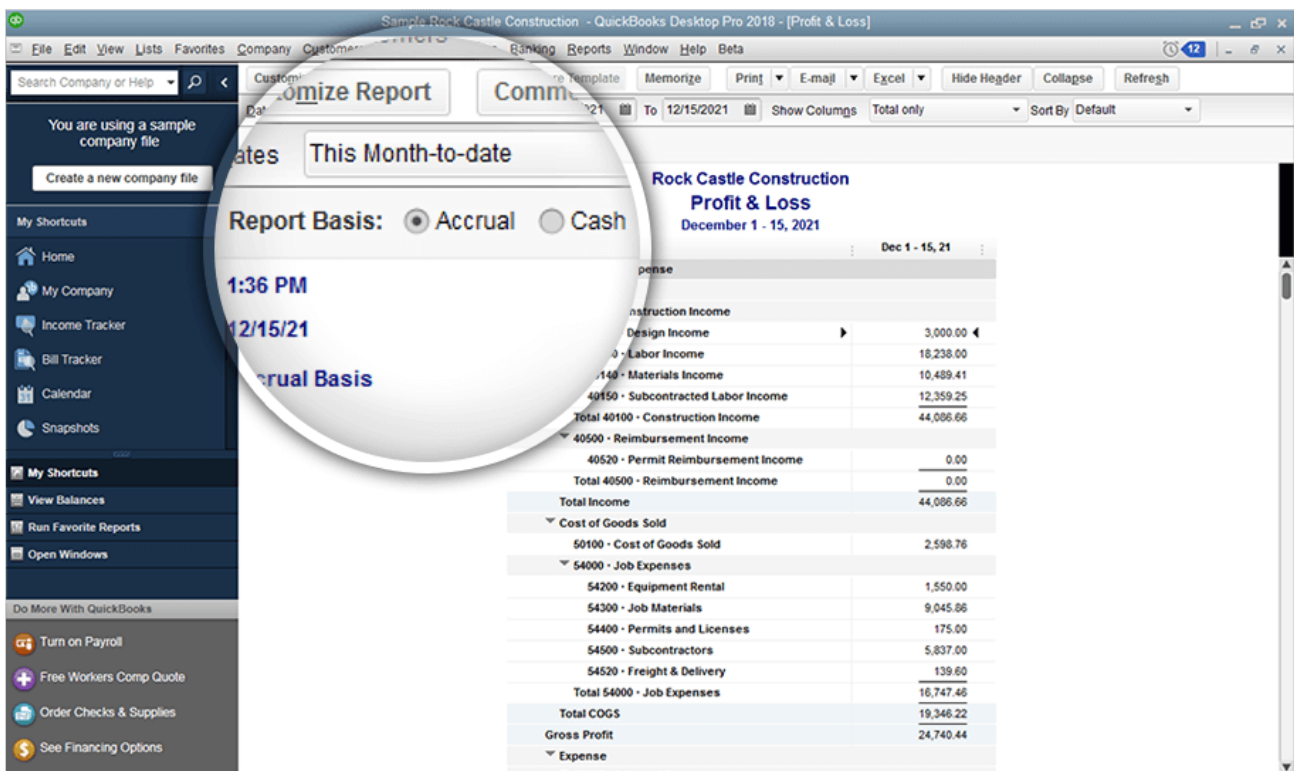 Sample Rock Castle Construction - QuickBooks Desktop Pro 2018 - [Profit & Loss]
File Edit View Lists Favorites Company Banking Reports Window Help Beta 12
Search Company or Help Template Memorize Print E-mail Excel Hide Header Collapse Refresh
To 12/15/2021 Show Columns Total only Sort By Default
You are using a sample
company file
Create a new company file
My Shortcuts
Home
My Company
Income Tracker
Bill Tracker
Calendar
Snapshots
My Shortcuts
View Balances
Run Favorite Reports
Open Windows
Do More With QuickBooks
Turn on Payroll
Free Workers Comp Quote
Order Checks & Supplies
See Financing Options
omize Report Comm
ates This Month-to-date
Report Basis: Accrual Cash
1:36 PM
12/15/21
crual Basis
Rock Castle Construction
Profit & Loss
December 1 - 15, 2021
Dec 1 - 15, 21
pense
nstruction Income
Design Income 3,000.00
Labor Income 18,238.00
140 · Materials Income 10,489.41
40150 · Subcontracted Labor Income 12,359.25
Total 40100 · Construction Income 44,086.66
40500 · Reimbursement Income
40520 · Permit Reimbursement Income 0.00
Total 40500 · Reimbursement Income 0.00
Total Income 44,086.66
Cost of Goods Sold
50100 · Cost of Goods Sold 2,598.76
54000 · Job Expenses
54200 · Equipment Rental 1,550.00
54300 · Job Materials 9,045.86
54400 · Permits and Licenses 175.00
54500 · Subcontractors 5,837.00
54520 · Freight & Delivery 139.60
Total 54000 · Job Expenses 16,747.46
Total COGS 19,346.22
Gross Profit 24,740.44
Expense